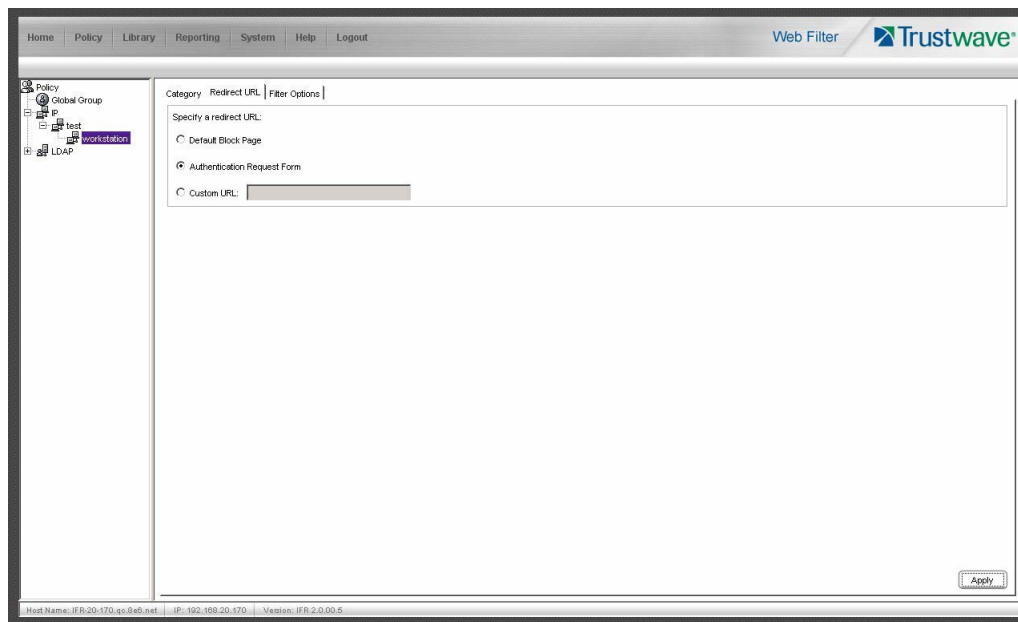 Home Policy Library Reporting System Help Logout
Web Filter
Trustwave®
Policy
Global Group
IP
test
workstation
LDAP
Category Redirect URL Filter Options
Specify a redirect URL:
Default Block Page
Authentication Request Form
Custom URL:
Apply
Host Name: IFR-20-170.qc.8e6.net IP: 192.168.20.170 Version: IFR 2.0.00.5